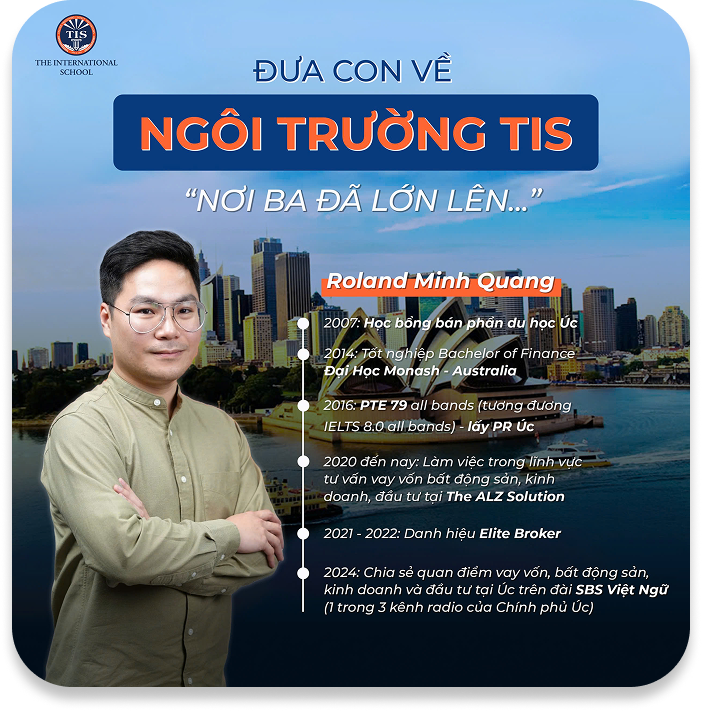 TIS
THE INTERNATIONAL
SCHOOL
ĐƯA CON VỀ
NGÔI TRƯỜNG TIS
“NƠI BA ĐÃ LỚN LÊN...”
Roland Minh Quang
2007: Học bổng bán phần du học Úc
2014: Tốt nghiệp Bachelor of Finance
Đại Học Monash - Australia
2016: PTE 79 all bands (tương đương
IELTS 8.0 all bands) - lấy PR Úc
2020 đến nay: Làm việc trong lĩnh vực
tư vấn vay vốn bất động sản, kinh
doanh, đầu tư tại The ALZ Solution
2021 - 2022: Danh hiệu Elite Broker
2024: Chia sẻ quan điểm vay vốn, bất động sản,
kinh doanh và đầu tư tại Úc trên đài SBS Việt Ngữ
(1 trong 3 kênh radio của Chính phủ Úc)